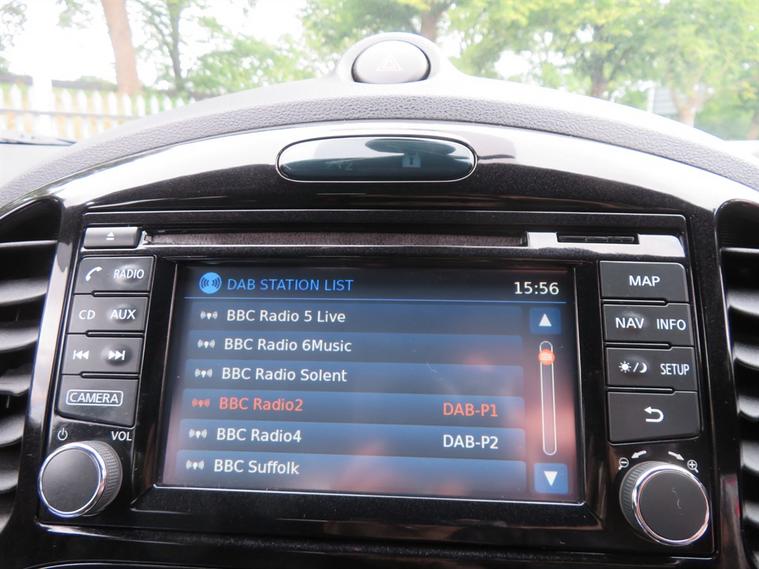 DAB STATION LIST 15:56
BBC Radio 5 Live
BBC Radio 6Music
BBC Radio Solent
BBC Radio2 DAB-P1
BBC Radio4 DAB-P2
BBC Suffolk
RADIO
CD AUX
CAMERA
VOL
MAP
NAV INFO
SETUP